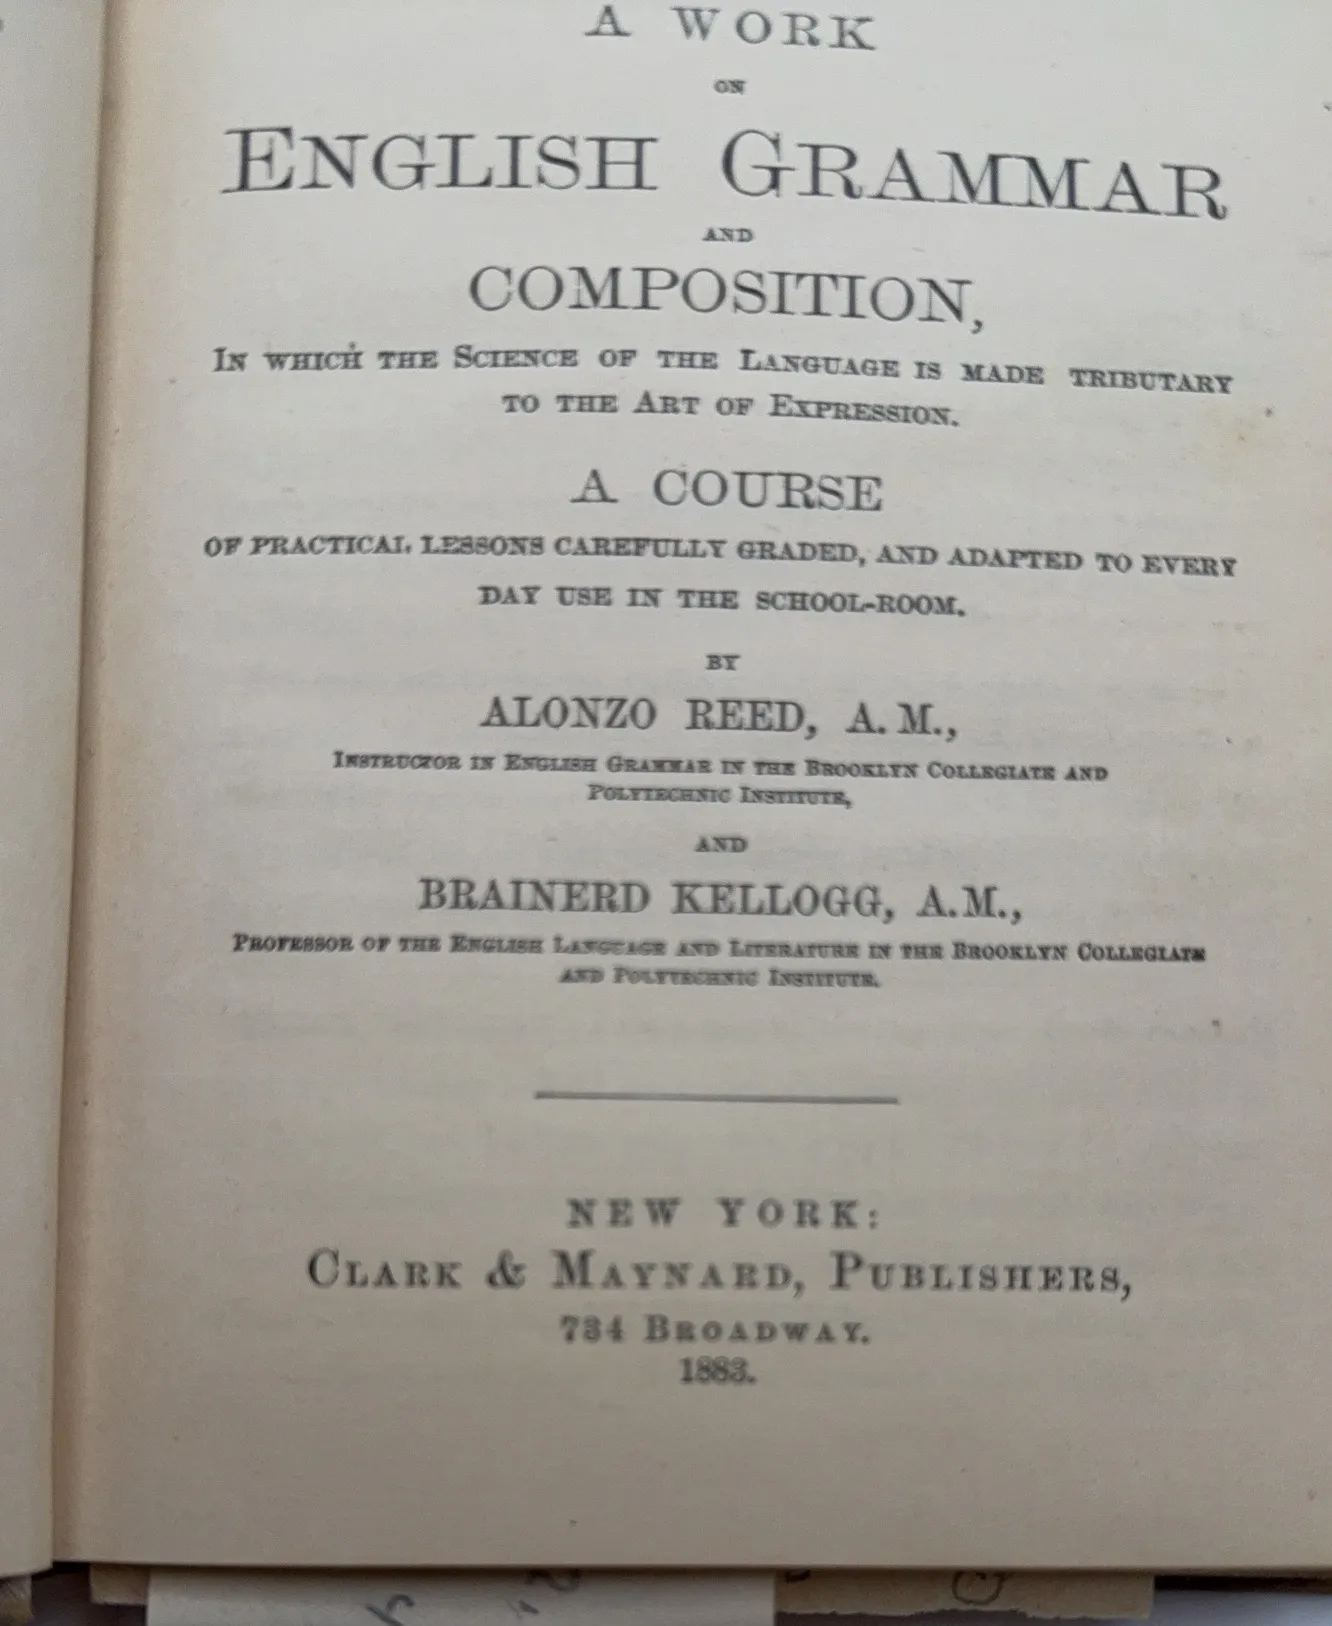 A WORK
ON
ENGLISH GRAMMAR
AND
COMPOSITION,
IN WHICH THE SCIENCE OF THE LANGUAGE IS MADE TRIBUTARY
TO THE ART OF EXPRESSION.
A COURSE
OF PRACTICAL LESSONS CAREFULLY GRADED, AND ADAPTED TO EVERY
DAY USE IN THE SCHOOL-ROOM.
BY
ALONZO REED, A. M.,
INSTRUCTOR IN ENGLISH GRAMMAR IN THE BROOKLYN COLLEGIATE AND
POLYTECHNIC INSTITUTE,
AND
BRAINERD KELLOGG, A.M.,
PROFESSOR OF THE ENGLISH LANGUAGE AND LITERATURE IN THE BROOKLYN COLLEGIATE
AND POLYTECHNIC INSTITUTE.
NEW YORK:
CLARK & MAYNARD, PUBLISHERS,
734 BROADWAY.
1883.